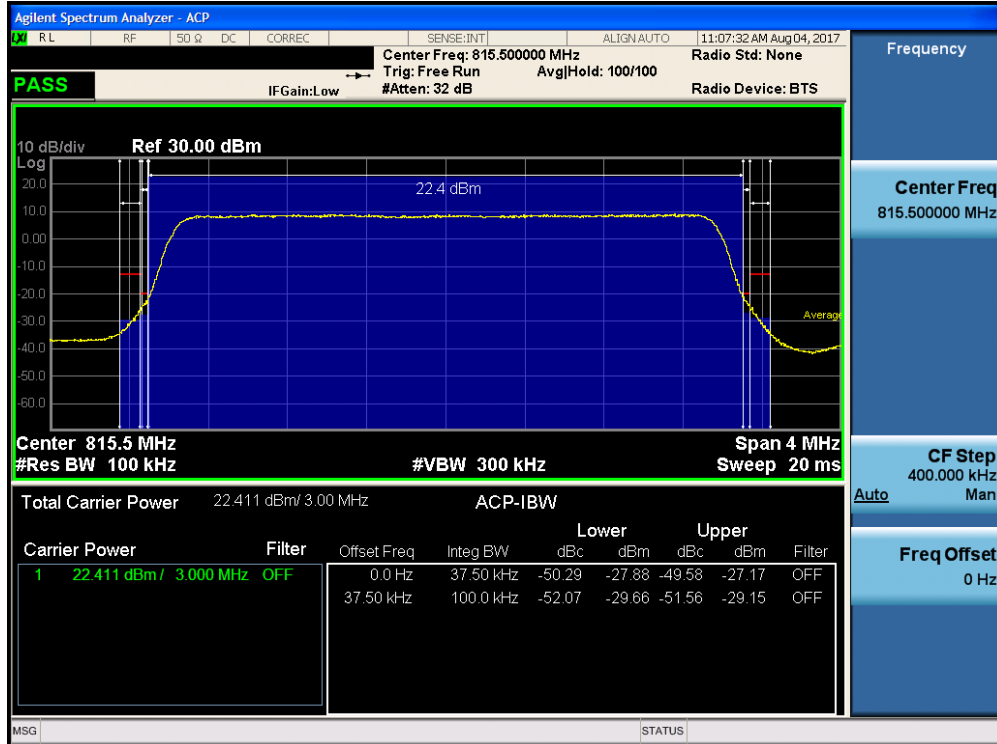 Agilent Spectrum Analyzer - ACP
LXI RL RF 50 Ω DC CORREC SENSE:INT ALIGN AUTO 11:07:32 AM Aug 04, 2017
Center Freq: 815.500000 MHz Radio Std: None
Trig: Free Run Avg|Hold: 100/100
PASS IFGain:Low #Atten: 32 dB Radio Device: BTS
Frequency
10 dB/div Ref 30.00 dBm
Log
20.0
10.0
0.00
-10.0
-20.0
-30.0
-40.0
-50.0
-60.0
22.4 dBm
Average
Center 815.5 MHz Span 4 MHz
#Res BW 100 kHz #VBW 300 kHz Sweep 20 ms
Center Freq
815.500000 MHz
CF Step
400.000 kHz
Auto Man
Freq Offset
0 Hz
Total Carrier Power 22.411 dBm/ 3.00 MHz ACP-IBW
Lower Upper
Carrier Power Filter Offset Freq Integ BW dBc dBm dBc dBm Filter
1 22.411 dBm / 3.000 MHz OFF 0.0 Hz 37.50 kHz -50.29 -27.88 -49.58 -27.17 OFF
37.50 kHz 100.0 kHz -52.07 -29.66 -51.56 -29.15 OFF
MSG STATUS